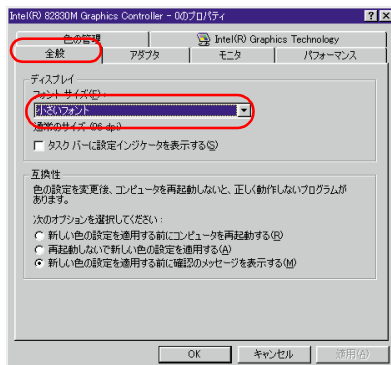 Intel(R) 82830M Graphics Controller - 0のプロパティ
色の管理
Intel(R) Graphics Technology
全般
アダプタ
モニタ
パフォーマンス
ディスプレイ
フォント サイズ(F):
小さいフォント
通常のサイズ (96 dpi)
タスク バーに設定インジケータを表示する(S)
互換性
色の設定を変更後、コンピュータを再起動しないと、正しく動作しないプログラムが
あります。
次のオプションを選択してください:
新しい色の設定を適用する前にコンピュータを再起動する(R)
再起動しないで新しい色の設定を適用する(A)
新しい色の設定を適用する前に確認のメッセージを表示する(M)
OK
キャンセル
適用(A)